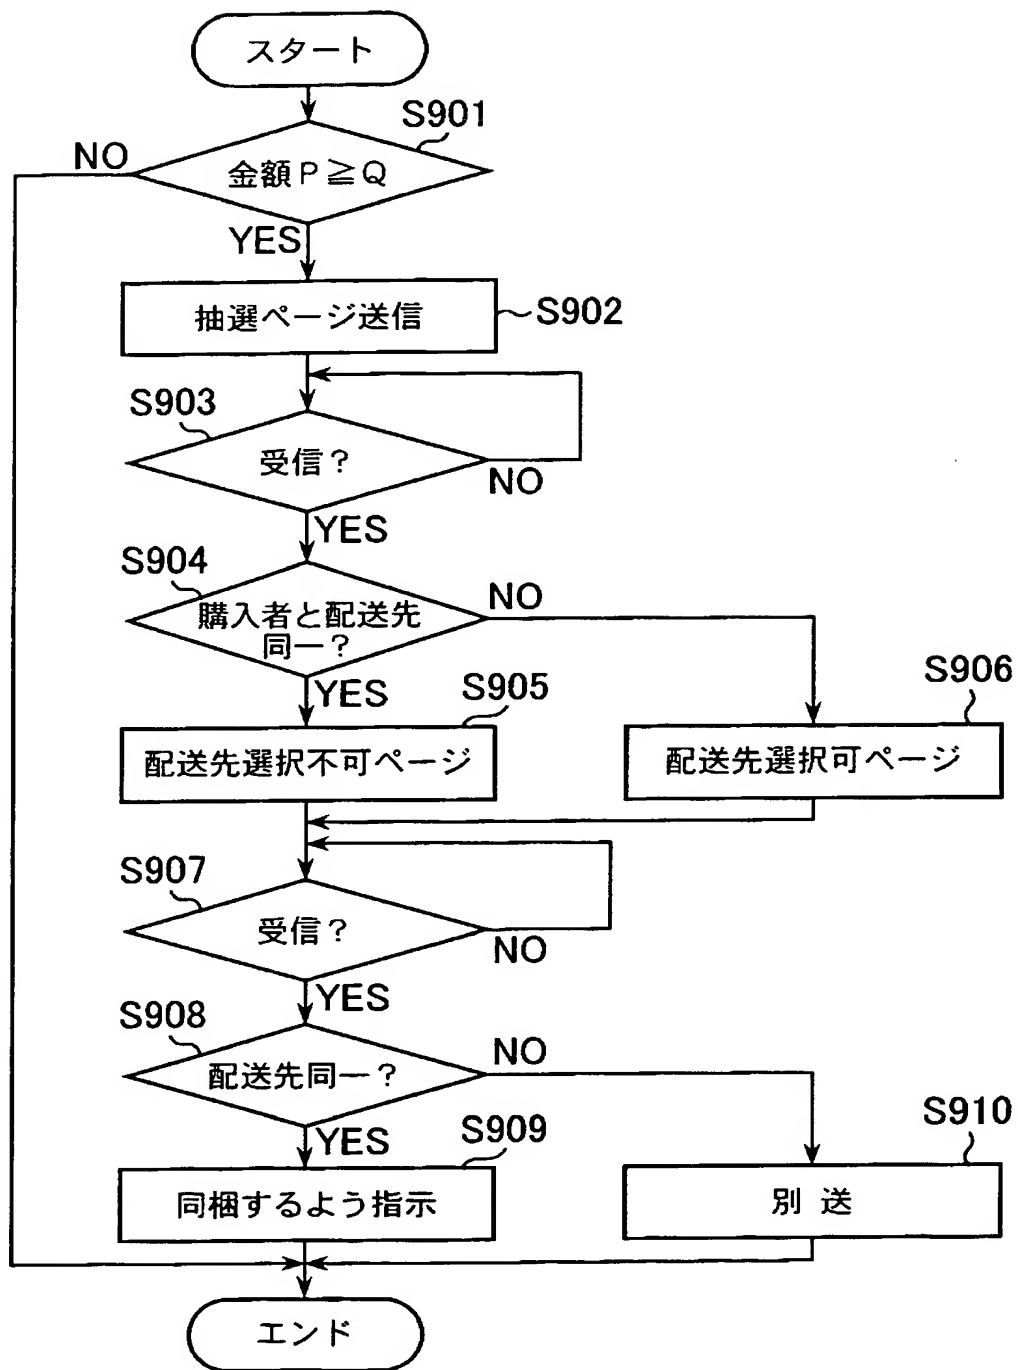 スタート
S901
NO
金額P≧Q
YES
抽選ページ送信
S902
S903
受信?
NO
YES
S904
購入者と配送先
同一?
NO
YES
S905
S906
配送先選択不可ページ
配送先選択可ページ
S907
受信?
NO
YES
S908
配送先同一?
NO
YES
S909
S910
同梱するよう指示
別 送
エンド